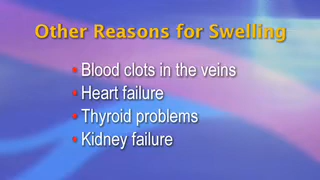 Other Reasons for Swelling
• Blood clots in the veins
• Heart failure
• Thyroid problems
• Kidney failure